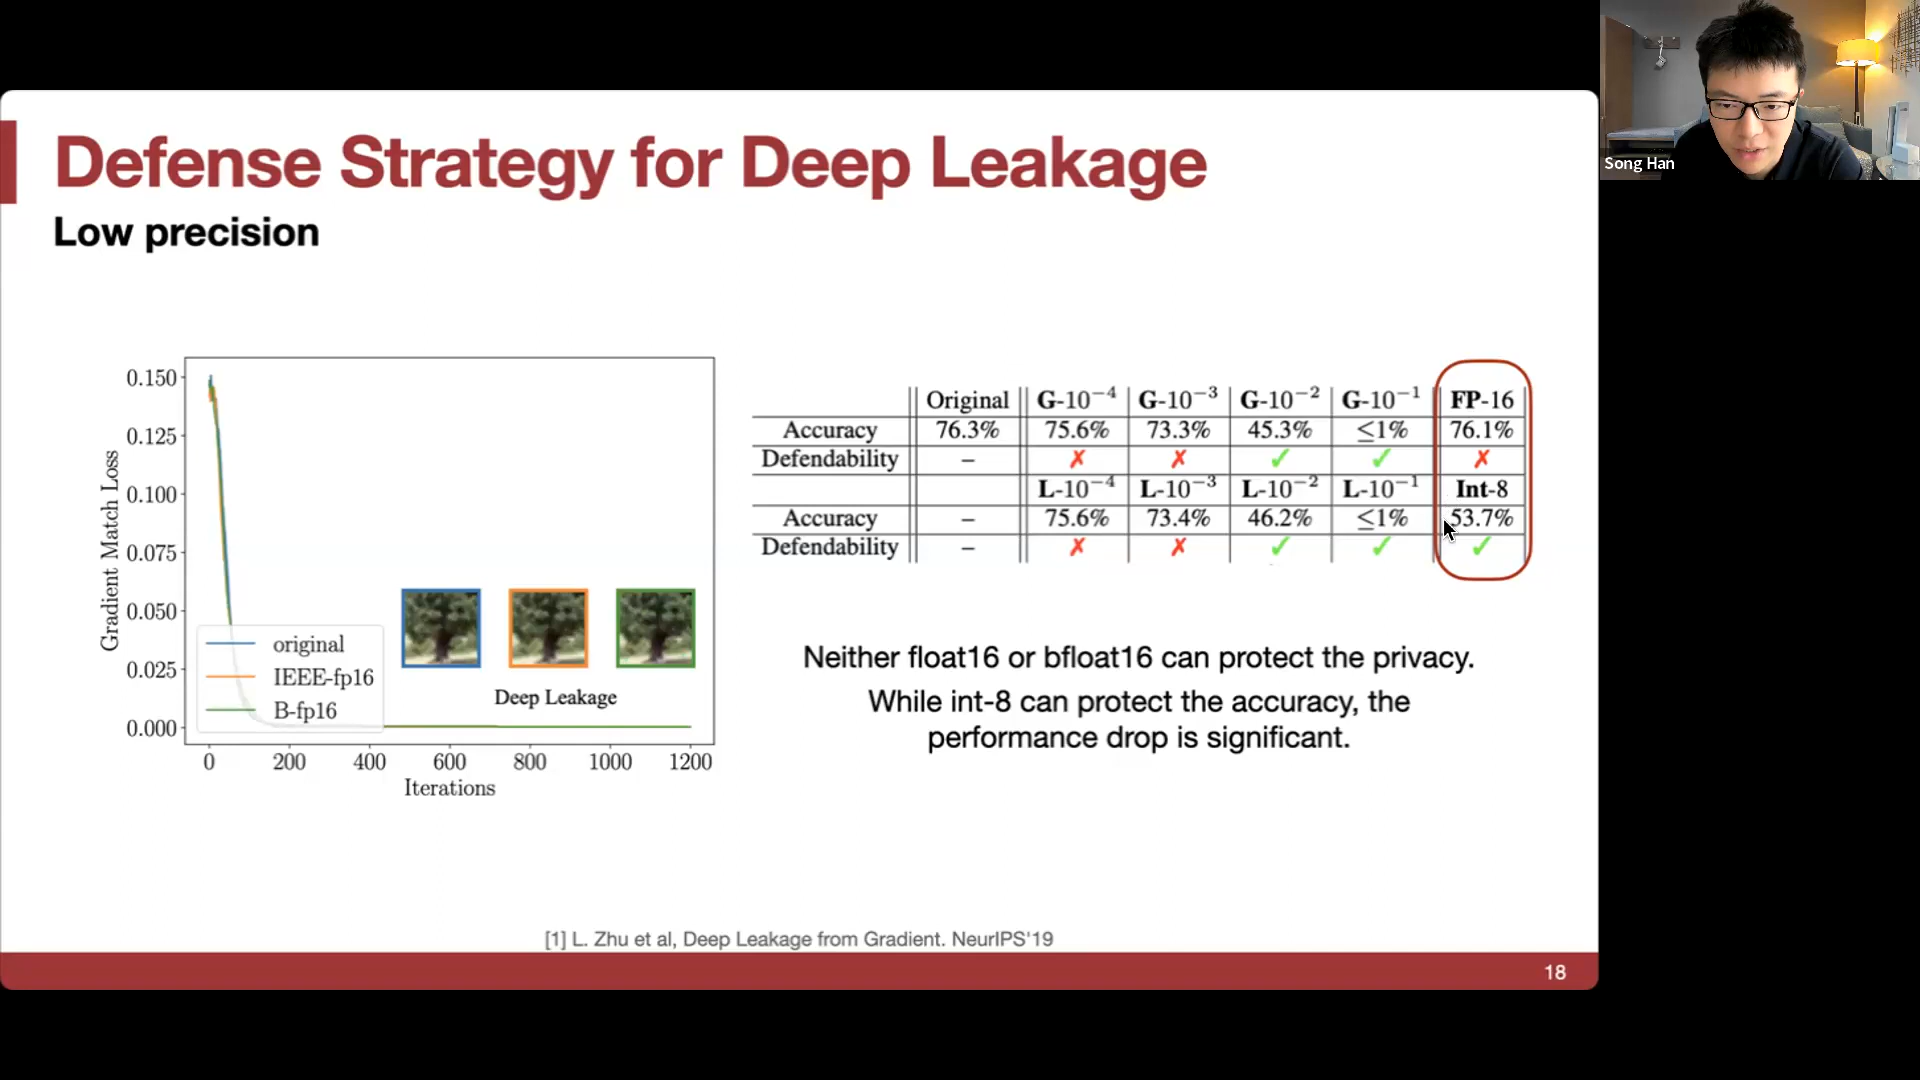 Song Han
Defense Strategy for Deep Leakage
Low precision
0.150
0.125
0.100
0.075
0.050
0.025
0.000
Gradient Match Loss
original
IEEE-fp16
B-fp16
Deep Leakage
0 200 400 600 800 1000 1200
Iterations
Original G-10⁻⁴ G-10⁻³ G-10⁻² G-10⁻¹ FP-16
Accuracy 76.3% 75.6% 73.3% 45.3% ≤1% 76.1%
Defendability – ✗ ✗ ✓ ✓ ✗
L-10⁻⁴ L-10⁻³ L-10⁻² L-10⁻¹ Int-8
Accuracy – 75.6% 73.4% 46.2% ≤1% 53.7%
Defendability – ✗ ✗ ✓ ✓ ✓
Neither float16 or bfloat16 can protect the privacy.
While int-8 can protect the accuracy, the
performance drop is significant.
[1] L. Zhu et al, Deep Leakage from Gradient. NeurIPS'19
18